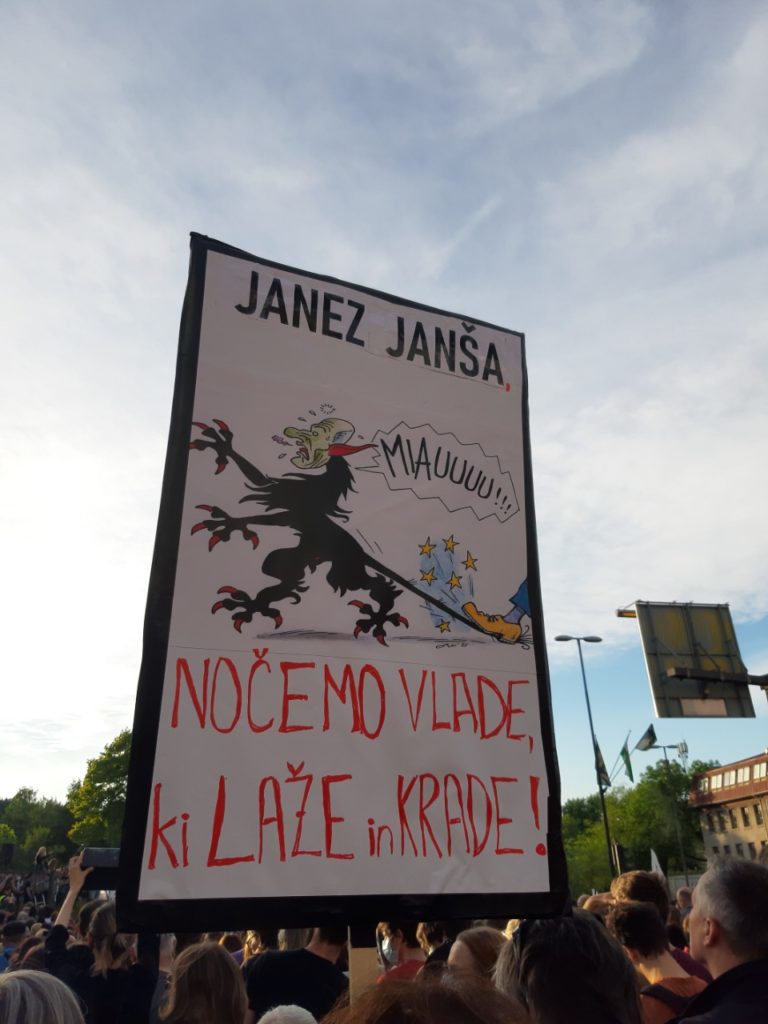 JANEZ JANŠA,
MIAUUUU!!!
NOČEMO VLADE,
ki LAŽE in KRADE!